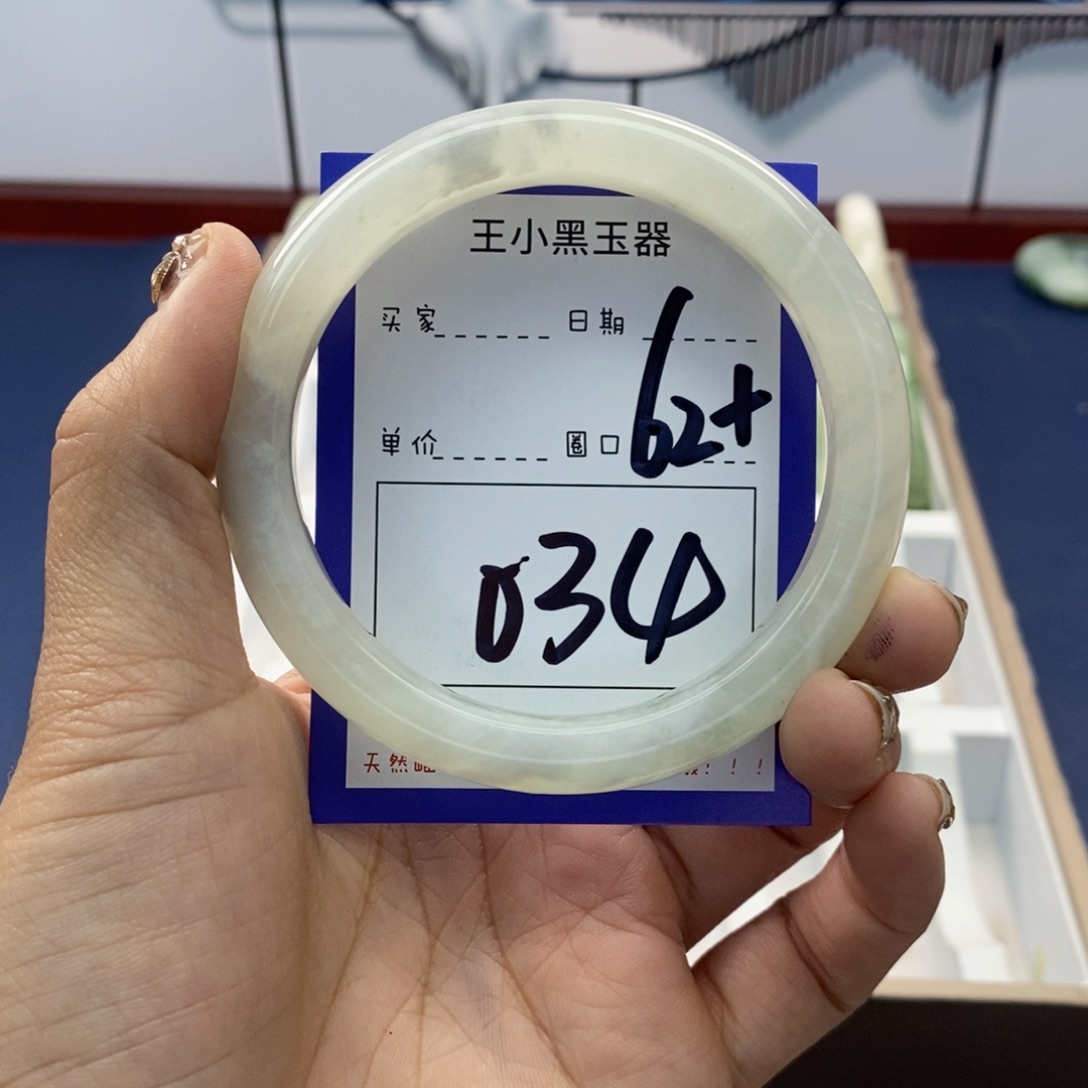 王小黑玉器
买家 日期
单价 圈口 62+
034
天然
！！！